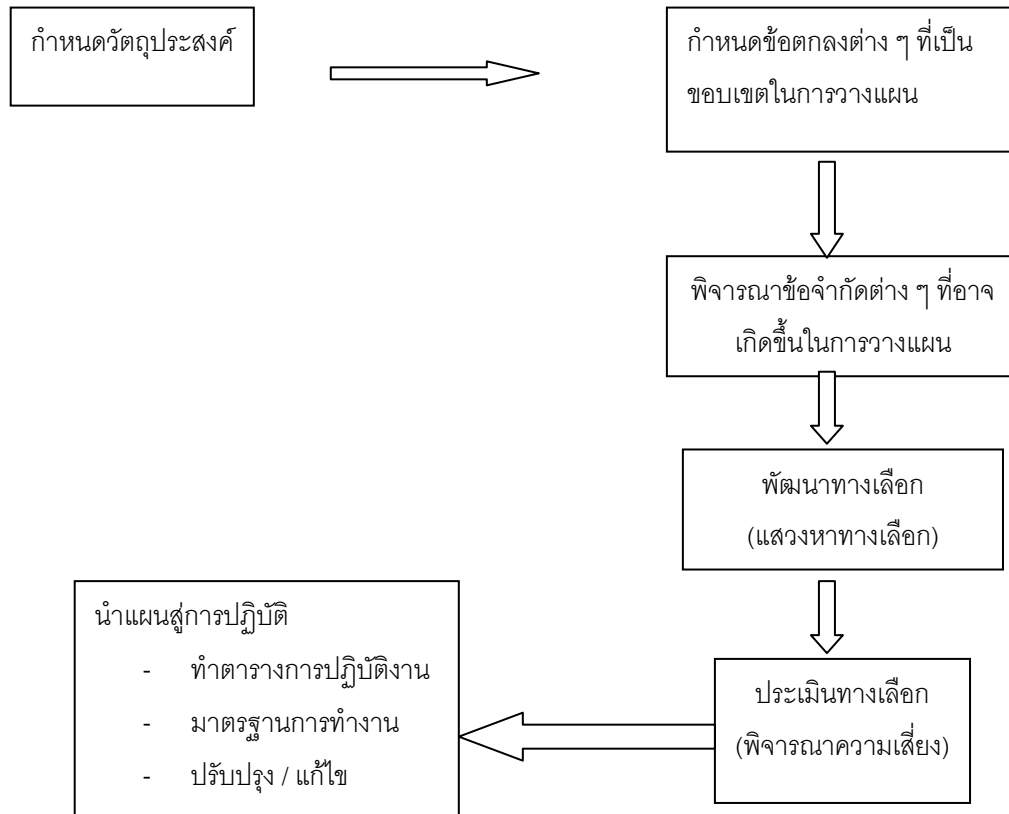 กำหนดวัตถุประสงค์
กำหนดข้อตกลงต่าง ๆ ที่เป็น
ขอบเขตในการวางแผน
พิจารณาข้อจำกัดต่าง ๆ ที่อาจ
เกิดขึ้นในการวางแผน
พัฒนาทางเลือก
(แสวงหาทางเลือก)
ประเมินทางเลือก
(พิจารณาความเสี่ยง)
นำแผนสู่การปฏิบัติ
- ทำตารางการปฏิบัติงาน
- มาตรฐานการทำงาน
- ปรับปรุง / แก้ไข